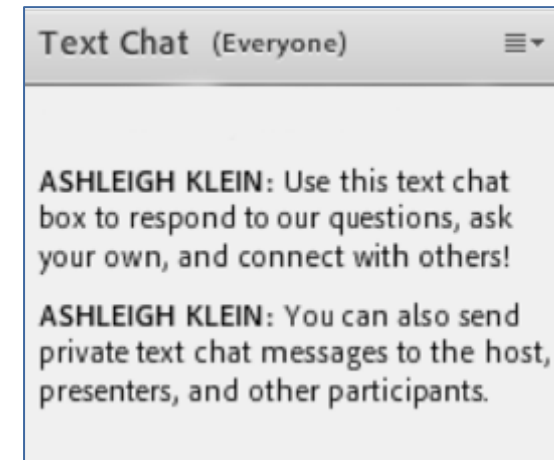 Text Chat (Everyone)
ASHLEIGH KLEIN: Use this text chat
box to respond to our questions, ask
your own, and connect with others!
ASHLEIGH KLEIN: You can also send
private text chat messages to the host,
presenters, and other participants.